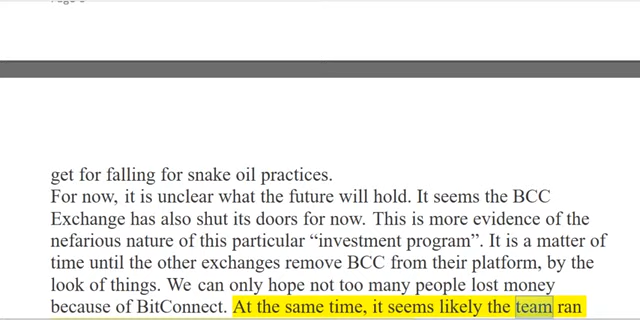 get for falling for snake oil practices.
For now, it is unclear what the future will hold. It seems the BCC
Exchange has also shut its doors for now. This is more evidence of the
nefarious nature of this particular “investment program”. It is a matter of
time until the other exchanges remove BCC from their platform, by the
look of things. We can only hope not too many people lost money
because of BitConnect. At the same time, it seems likely the team ran